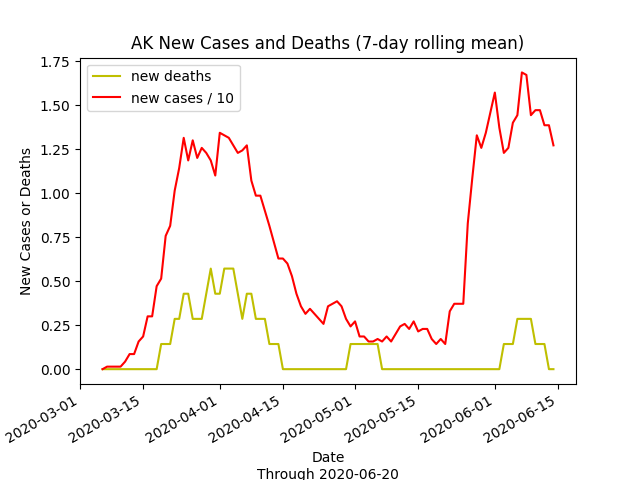 AK New Cases and Deaths (7-day rolling mean)
new deaths
new cases / 10
1.75
1.50
1.25
1.00
0.75
0.50
0.25
0.00
New Cases or Deaths
2020-03-01
2020-03-15
2020-04-01
2020-04-15
2020-05-01
2020-05-15
2020-06-01
2020-06-15
Date
Through 2020-06-20